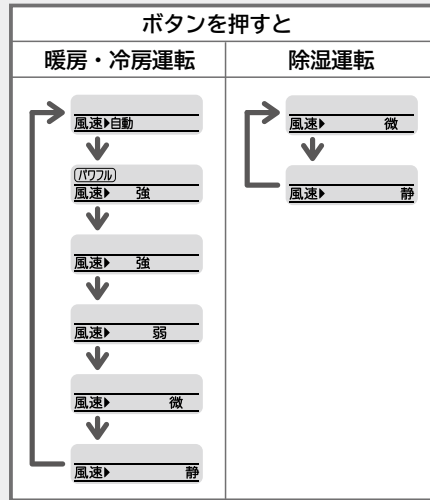 ボタンを押すと
暖房・冷房運転
風速▶自動
パワフル
風速▶ 強
風速▶ 強
風速▶ 弱
風速▶ 微
風速▶ 静
除湿運転
風速▶ 微
風速▶ 静